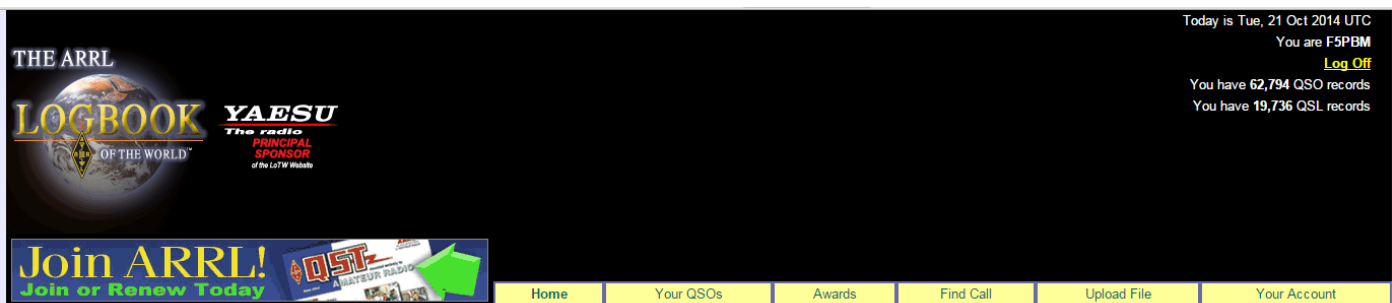 Today is Tue, 21 Oct 2014 UTC
You are F5PBM
Log Off
You have 62,794 QSO records
You have 19,736 QSL records
THE ARRL
LOGBOOK
OF THE WORLD™
YAESU
The radio
PRINCIPAL
SPONSOR
of the LoTW Website
Join ARRL!
Join or Renew Today
QST
AMATEUR RADIO
Home Your QSOs Awards Find Call Upload File Your Account